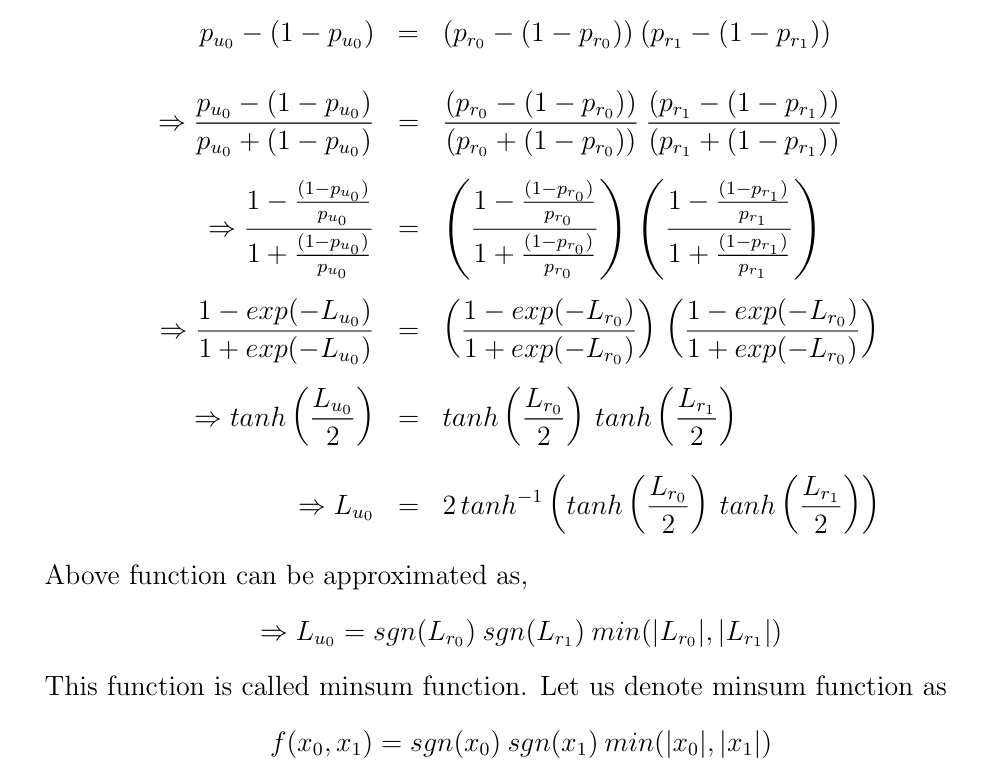 $p_{u_0} - (1 - p_{u_0}) = (p_{r_0} - (1 - p_{r_0}))\,(p_{r_1} - (1 - p_{r_1}))$
$\Rightarrow \frac{p_{u_0} - (1 - p_{u_0})}{p_{u_0} + (1 - p_{u_0})} = \frac{(p_{r_0} - (1 - p_{r_0}))}{(p_{r_0} + (1 - p_{r_0}))}\,\frac{(p_{r_1} - (1 - p_{r_1}))}{(p_{r_1} + (1 - p_{r_1}))}$
$\Rightarrow \frac{1 - \frac{(1 - p_{u_0})}{p_{u_0}}}{1 + \frac{(1 - p_{u_0})}{p_{u_0}}} = \left(\frac{1 - \frac{(1 - p_{r_0})}{p_{r_0}}}{1 + \frac{(1 - p_{r_0})}{p_{r_0}}}\right)\left(\frac{1 - \frac{(1 - p_{r_1})}{p_{r_1}}}{1 + \frac{(1 - p_{r_1})}{p_{r_1}}}\right)$
$\Rightarrow \frac{1 - exp(-L_{u_0})}{1 + exp(-L_{u_0})} = \left(\frac{1 - exp(-L_{r_0})}{1 + exp(-L_{r_0})}\right)\left(\frac{1 - exp(-L_{r_0})}{1 + exp(-L_{r_0})}\right)$
$\Rightarrow tanh\left(\frac{L_{u_0}}{2}\right) = tanh\left(\frac{L_{r_0}}{2}\right)\,tanh\left(\frac{L_{r_1}}{2}\right)$
$\Rightarrow L_{u_0} = 2\,tanh^{-1}\left(tanh\left(\frac{L_{r_0}}{2}\right)\,tanh\left(\frac{L_{r_1}}{2}\right)\right)$
Above function can be approximated as,
$\Rightarrow L_{u_0} = sgn(L_{r_0})\,sgn(L_{r_1})\,min(|L_{r_0}|, |L_{r_1}|)$
This function is called minsum function. Let us denote minsum function as
$f(x_0, x_1) = sgn(x_0)\,sgn(x_1)\,min(|x_0|, |x_1|)$